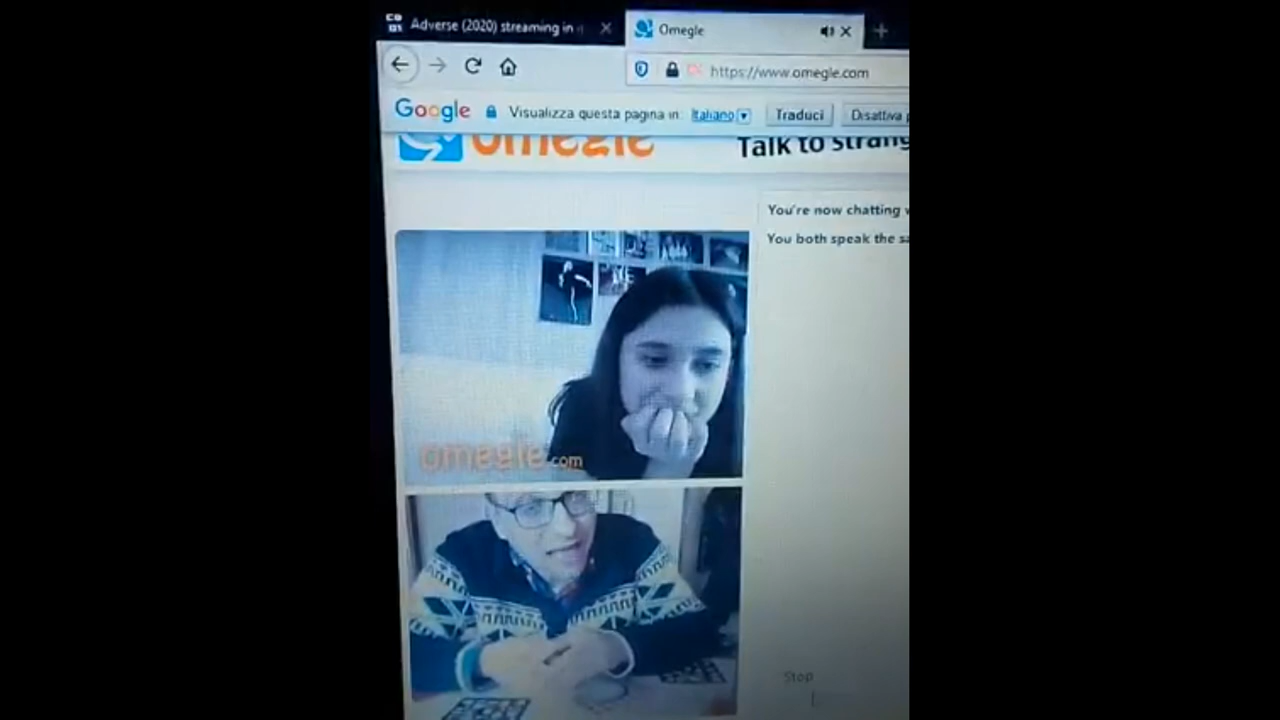 Adverse (2020) streaming in
Omegle
https://www.omegle.com
Google Visualizza questa pagina in: Italiano Traduci Disattiva
omegle Talk to strang
You're now chatting
You both speak the
omegle.com
Stop